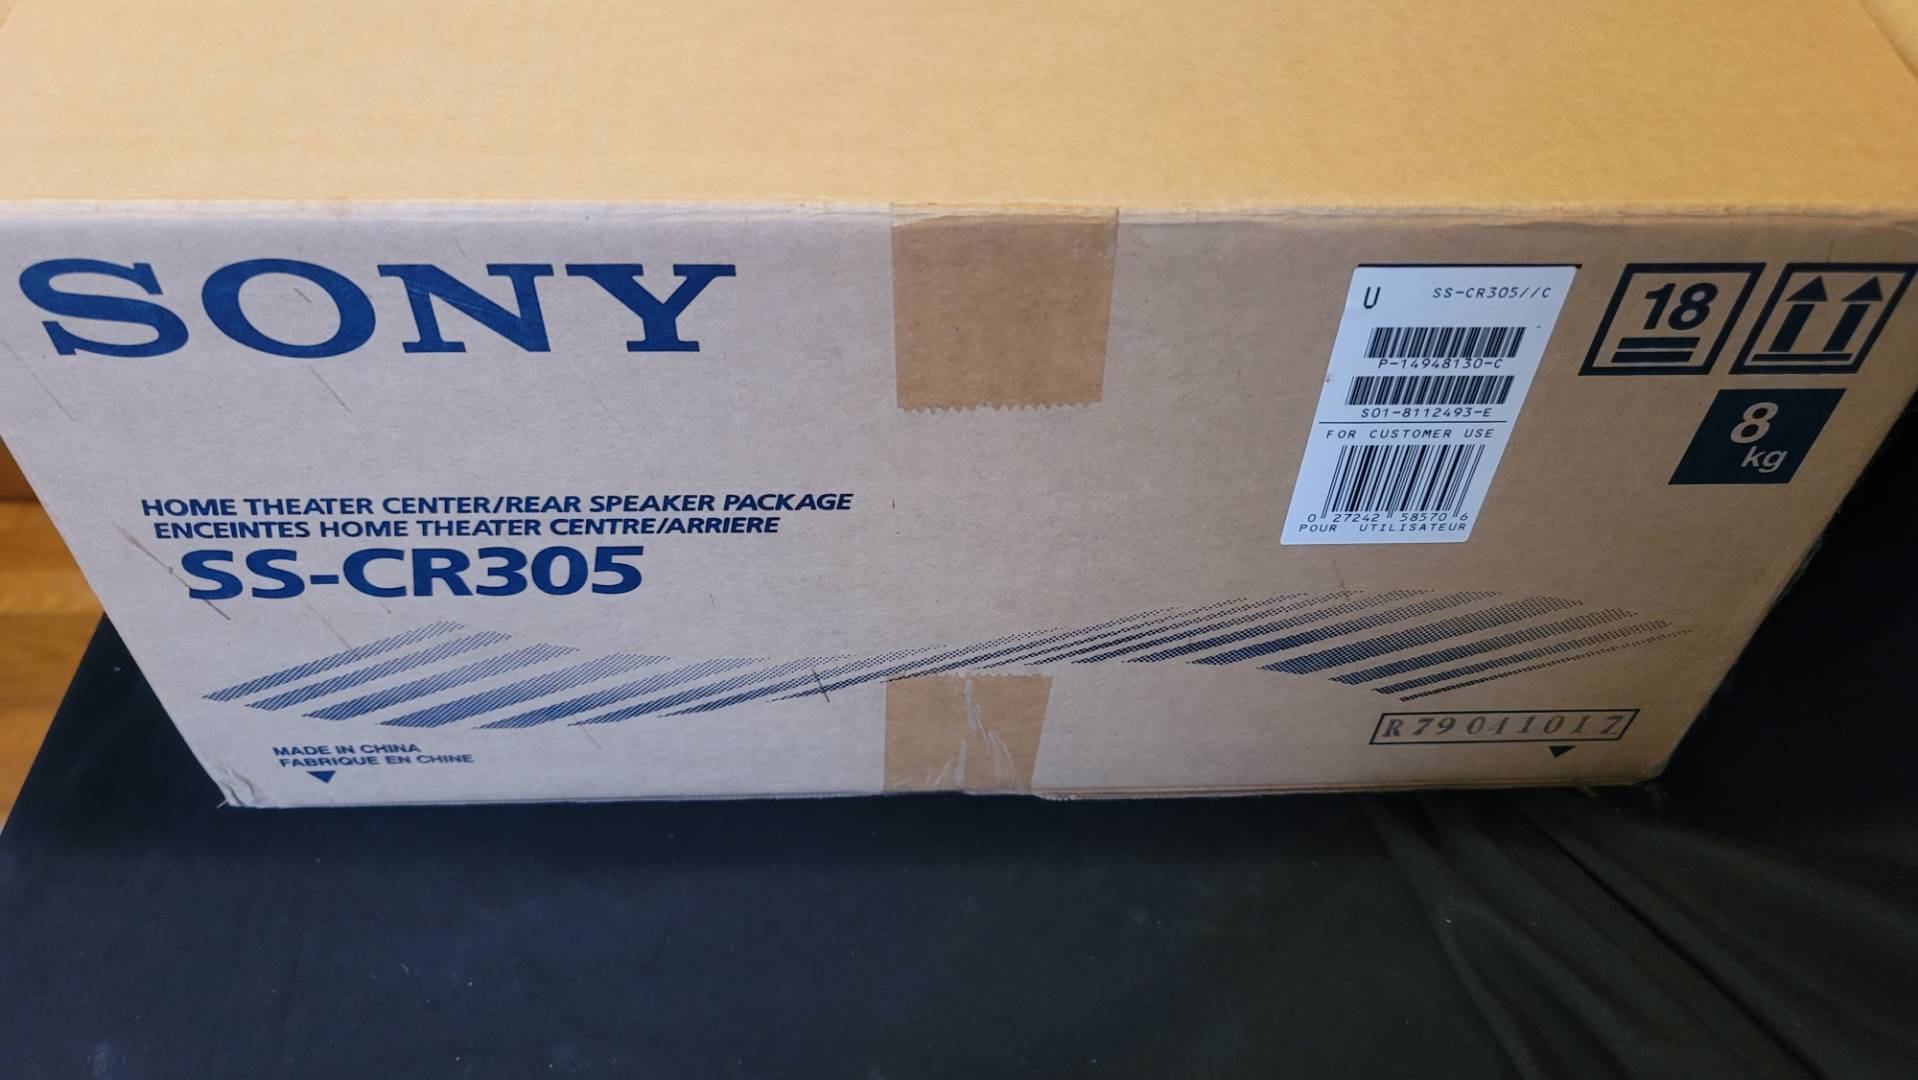 SONY
HOME THEATER CENTER/REAR SPEAKER PACKAGE
ENCEINTES HOME THEATER CENTRE/ARRIERE
SS-CR305
MADE IN CHINA
FABRIQUE EN CHINE
U SS-CR305//C
P-14948130-C
S01-8112493-E
FOR CUSTOMER USE
0 27242 58570 6
POUR UTILISATEUR
18
8
kg
R79041017